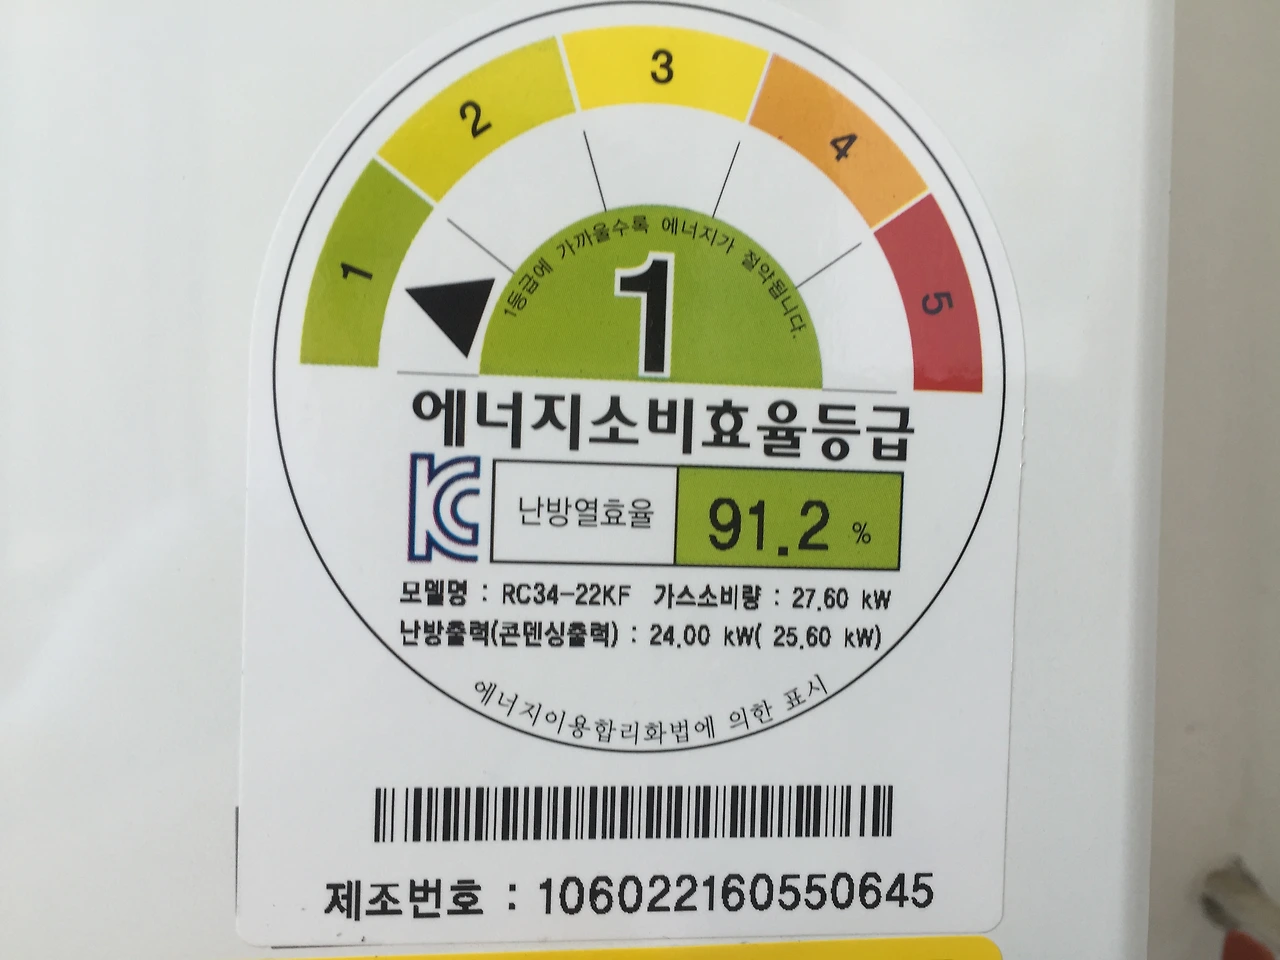 1
2
3
4
5
1등급에 가까울수록 에너지가 절약됩니다.
1
에너지소비효율등급
KC
난방열효율 91.2 %
모델명 : RC34-22KF 가스소비량 : 27.60 kW
난방출력(콘덴싱출력) : 24.00 kW( 25.60 kW)
에너지이용합리화법에 의한 표시
제조번호 : 106022160550645